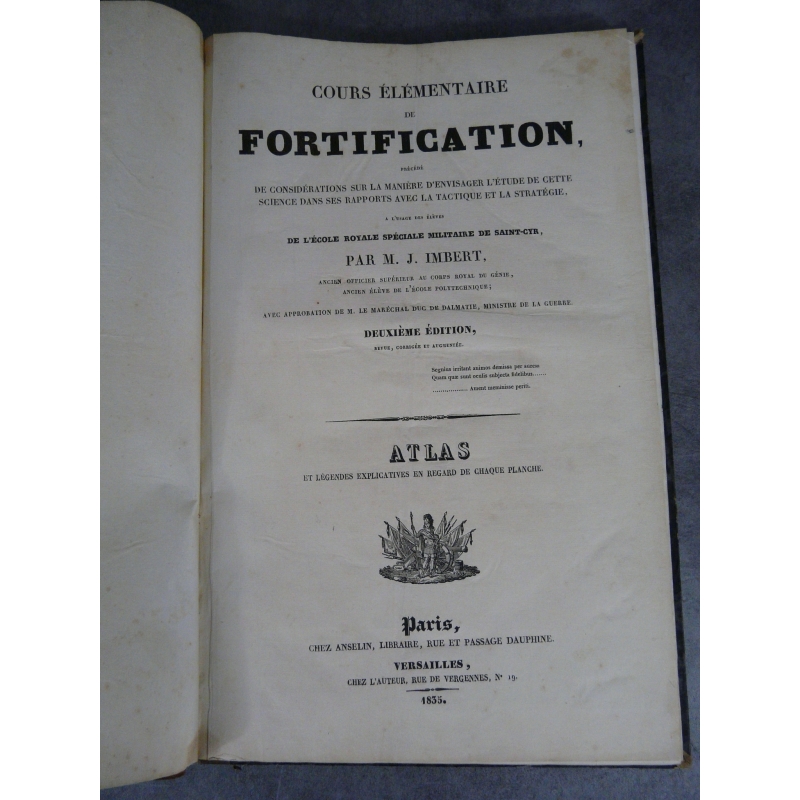 COURS ÉLÉMENTAIRE
DE
FORTIFICATION,
PRÉCÉDÉ
DE CONSIDÉRATIONS SUR LA MANIÈRE D'ENVISAGER L'ÉTUDE DE CETTE
SCIENCE DANS SES RAPPORTS AVEC LA TACTIQUE ET LA STRATÉGIE,
A L'USAGE DES ÉLÈVES
DE L'ÉCOLE ROYALE SPÉCIALE MILITAIRE DE SAINT-CYR,
PAR M. J. IMBERT,
ANCIEN OFFICIER SUPÉRIEUR AU CORPS ROYAL DU GÉNIE,
ANCIEN ÉLÈVE DE L'ÉCOLE POLYTECHNIQUE;
AVEC APPROBATION DE M. LE MARÉCHAL DUC DE DALMATIE, MINISTRE DE LA GUERRE.
DEUXIÈME ÉDITION,
REVUE, CORRIGÉE ET AUGMENTÉE.
Segnius irritant animos demissa per aurem
Quam quæ sunt oculis subjecta fidelibus......
.................. Ament meminisse periti.
ATLAS
ET LÉGENDES EXPLICATIVES EN REGARD DE CHAQUE PLANCHE.
Paris,
CHEZ ANSELIN, LIBRAIRE, RUE ET PASSAGE DAUPHINE.
VERSAILLES,
CHEZ L'AUTEUR, RUE DE VERGENNES, N° 19.
1835.